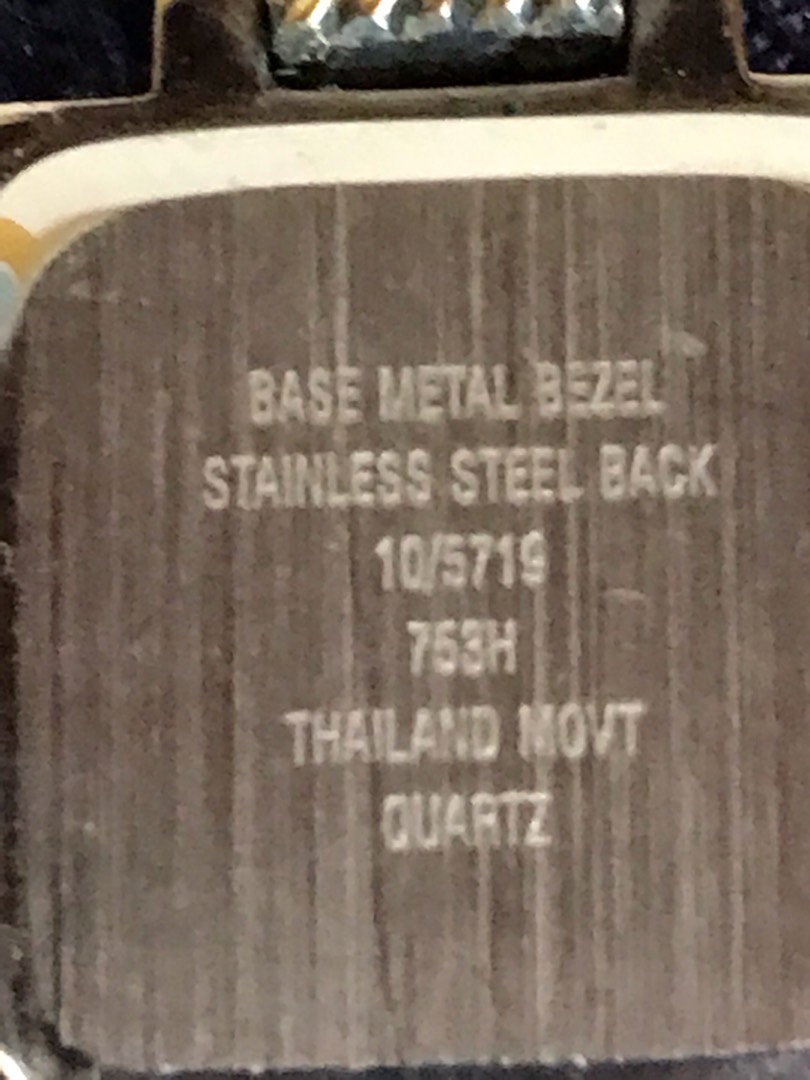 BASE METAL BEZEL
STAINLESS STEEL BACK
10/5719
753H
THAILAND MOVT
QUARTZ